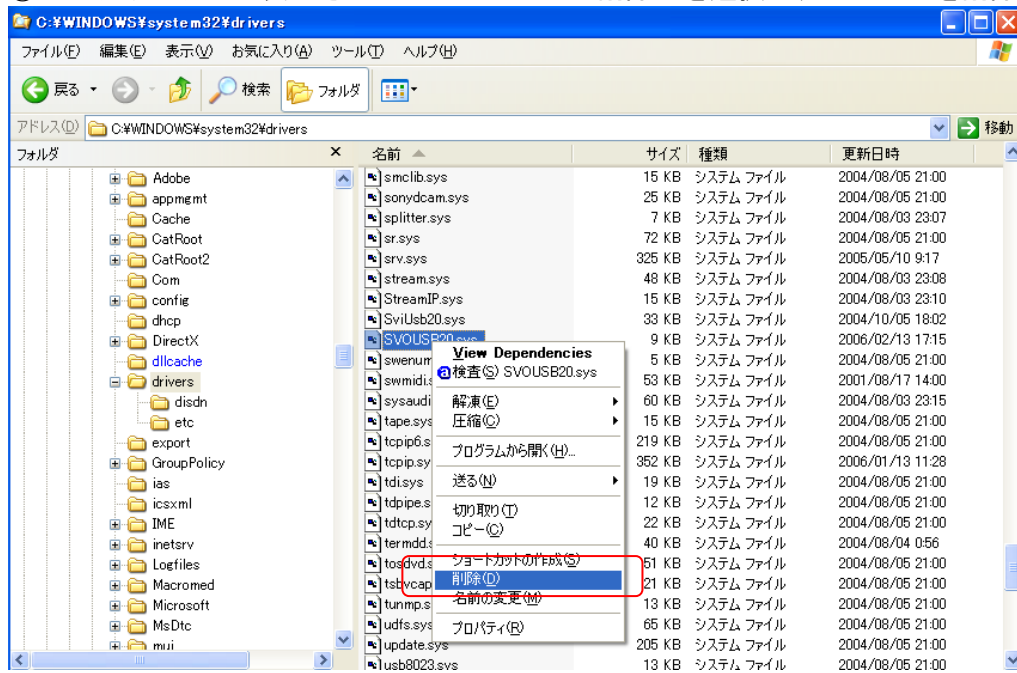 C:¥WINDOWS¥system32¥drivers
ファイル(F) 編集(E) 表示(V) お気に入り(A) ツール(T) ヘルプ(H)
戻る 検索 フォルダ
アドレス(D) C:¥WINDOWS¥system32¥drivers 移動
フォルダ × 名前 サイズ 種類 更新日時
Adobe smclib.sys 15 KB システム ファイル 2004/08/05 21:00
appmgmt sonydcam.sys 25 KB システム ファイル 2004/08/05 21:00
Cache splitter.sys 7 KB システム ファイル 2004/08/03 23:07
CatRoot sr.sys 72 KB システム ファイル 2004/08/05 21:00
CatRoot2 srv.sys 325 KB システム ファイル 2005/05/10 9:17
Com stream.sys 48 KB システム ファイル 2004/08/03 23:08
config StreamIP.sys 15 KB システム ファイル 2004/08/03 23:10
dhcp SviUsb20.sys 33 KB システム ファイル 2004/10/05 18:02
DirectX SVOUSB20.sys 9 KB システム ファイル 2006/02/13 17:15
dllcache swenum 5 KB システム ファイル 2004/08/05 21:00
drivers swmidi.s 53 KB システム ファイル 2001/08/17 14:00
disdn sysaudi 60 KB システム ファイル 2004/08/03 23:15
etc tape.sys 15 KB システム ファイル 2004/08/05 21:00
export tcpip6.s 219 KB システム ファイル 2004/08/05 21:00
GroupPolicy tcpip.sy 352 KB システム ファイル 2006/01/13 11:28
ias tdi.sys 19 KB システム ファイル 2004/08/05 21:00
icsxml tdpipe.s 12 KB システム ファイル 2004/08/05 21:00
IME tdtcp.sy 22 KB システム ファイル 2004/08/05 21:00
inetsrv termdd.s 40 KB システム ファイル 2004/08/04 0:56
Logfiles tosdvd.s 51 KB システム ファイル 2004/08/05 21:00
Macromed tsbvcap 21 KB システム ファイル 2004/08/05 21:00
Microsoft tunmp.s 13 KB システム ファイル 2004/08/05 21:00
MsDtc udfs.sys 65 KB システム ファイル 2004/08/05 21:00
mui update.sys 205 KB システム ファイル 2004/08/05 21:00
usb8023.sys 13 KB システム ファイル 2004/08/05 21:00
View Dependencies
検査(S) SVOUSB20.sys
解凍(E)
圧縮(C)
プログラムから開く(H)...
送る(N)
切り取り(T)
コピー(C)
ショートカットの作成(S)
削除(D)
名前の変更(M)
プロパティ(R)